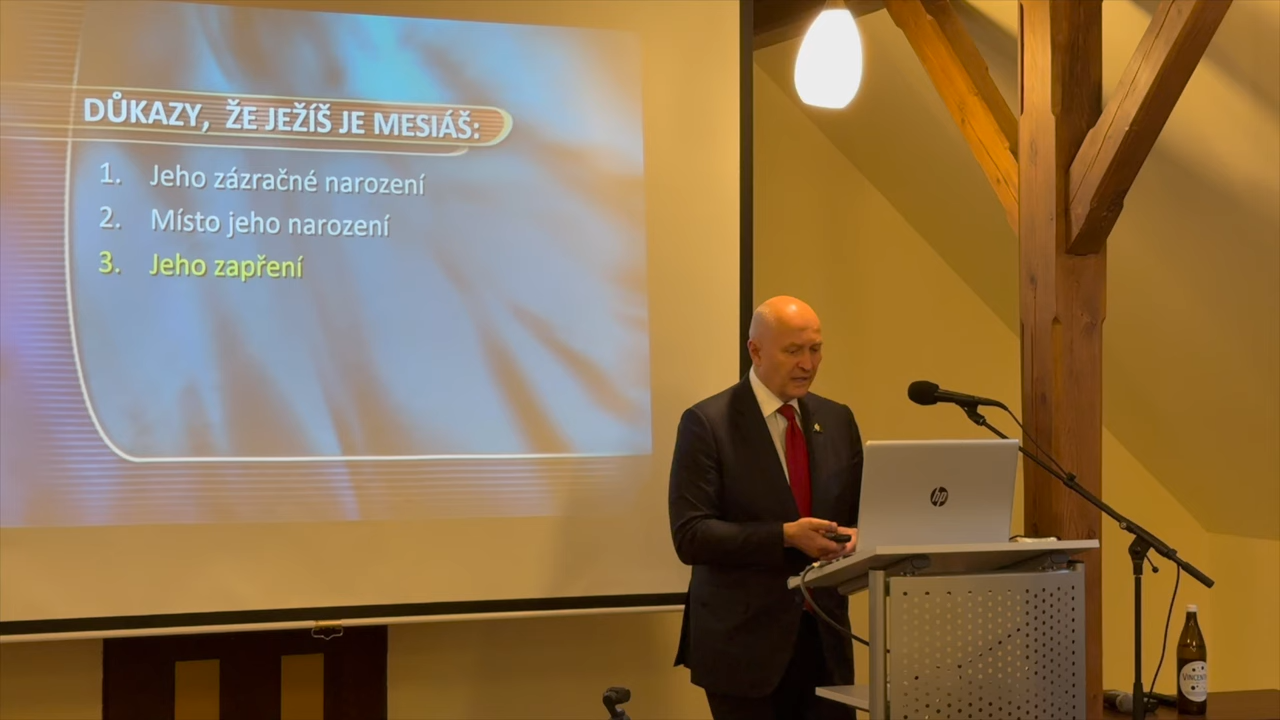 DŮKAZY, ŽE JEŽÍŠ JE MESIÁŠ:
1. Jeho zázračné narození
2. Místo jeho narození
3. Jeho zapření
hp